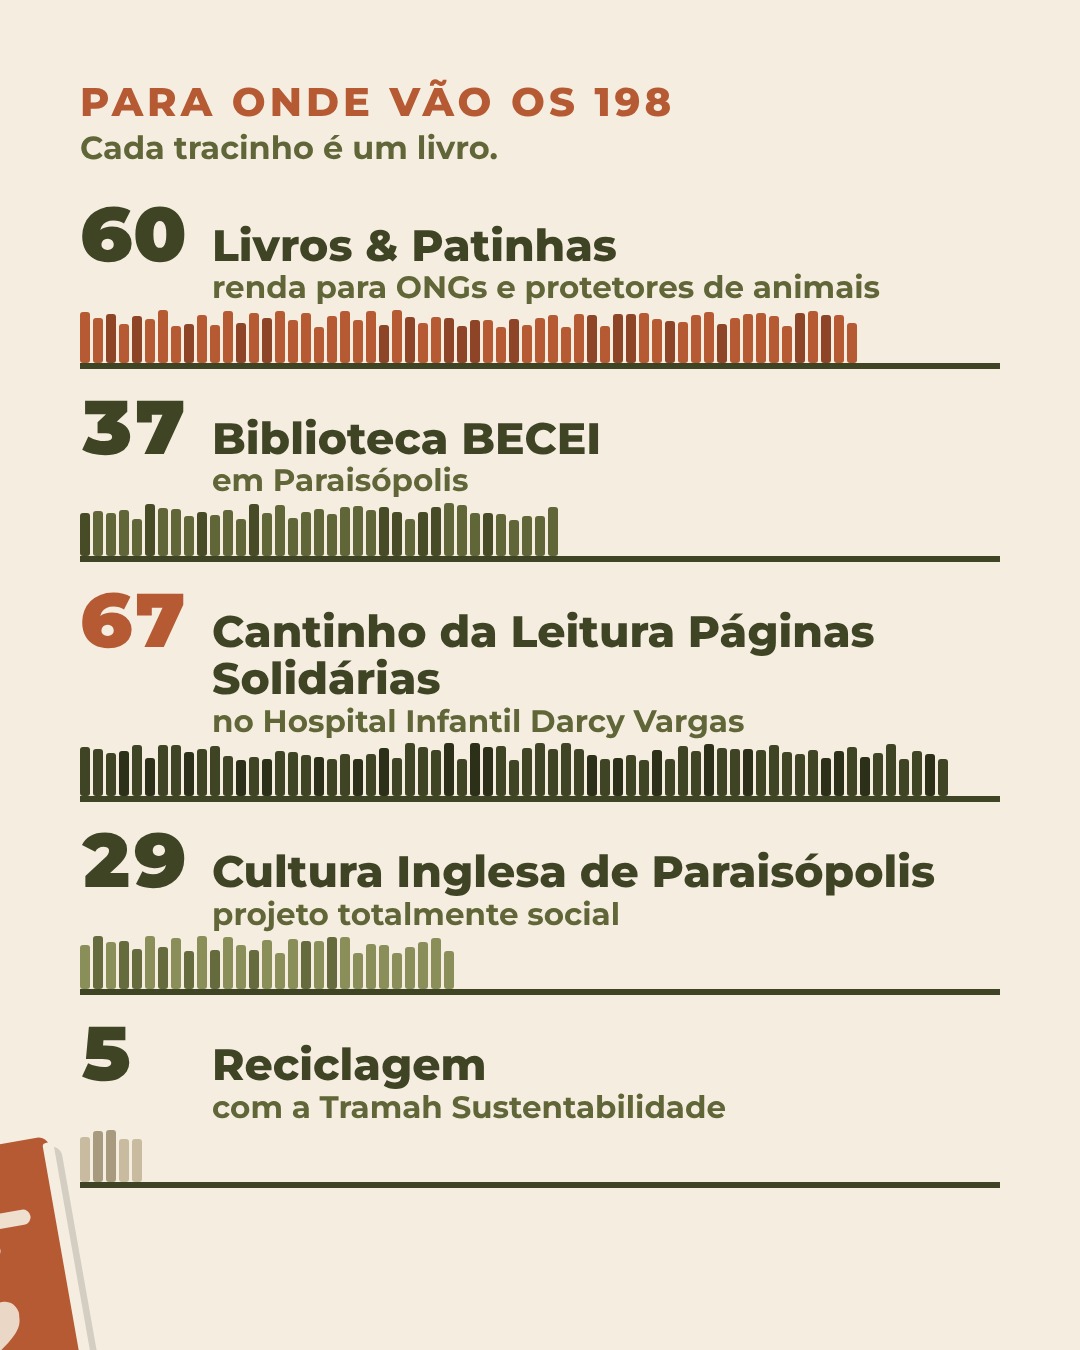 PARA ONDE VÃO OS 198
Cada tracinho é um livro.
60 Livros & Patinhas
renda para ONGs e protetores de animais
37 Biblioteca BECEI
em Paraisópolis
67 Cantinho da Leitura Páginas
Solidárias
no Hospital Infantil Darcy Vargas
29 Cultura Inglesa de Paraisópolis
projeto totalmente social
5 Reciclagem
com a Tramah Sustentabilidade